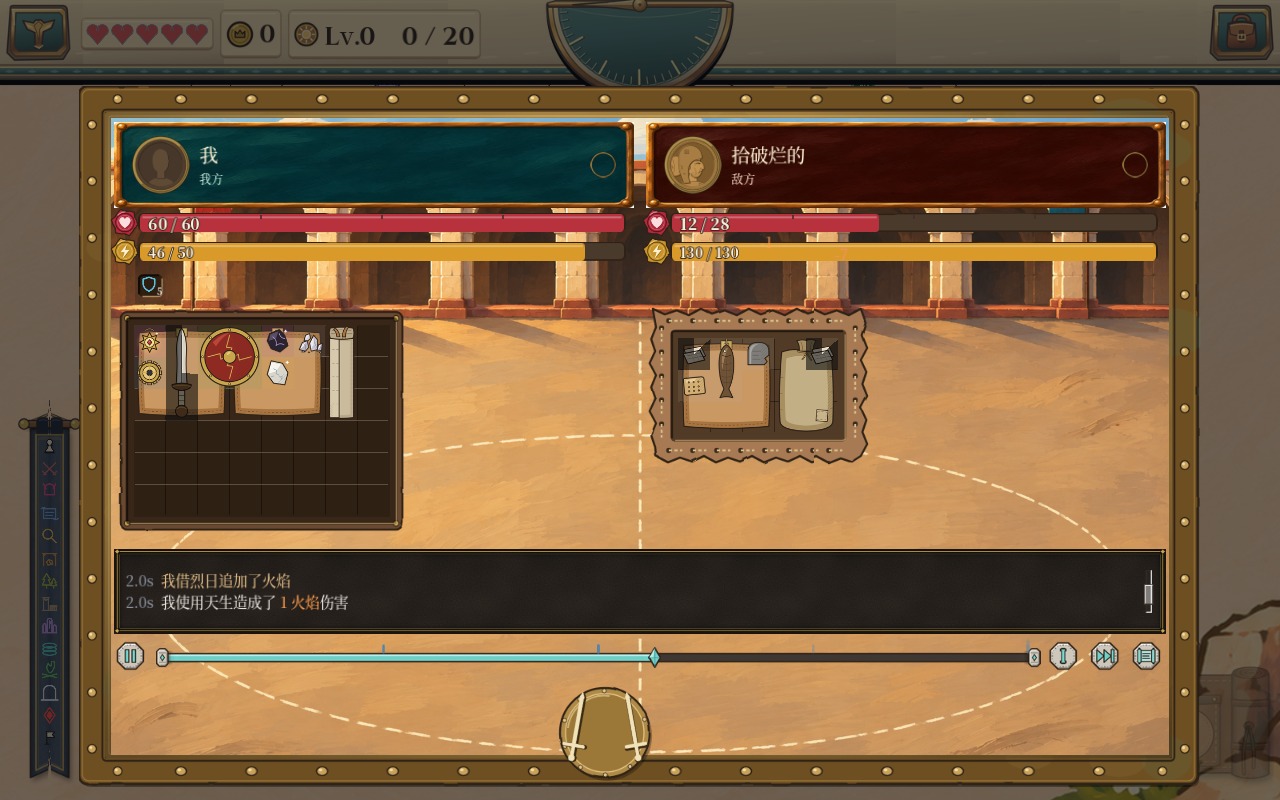 0
Lv.0 0 / 20
我
我方
拾破烂的
敌方
60 / 60
12 / 28
46 / 50
130 / 130
5
2.0s 我借烈日追加了火焰
2.0s 我使用天生造成了 1 火焰伤害